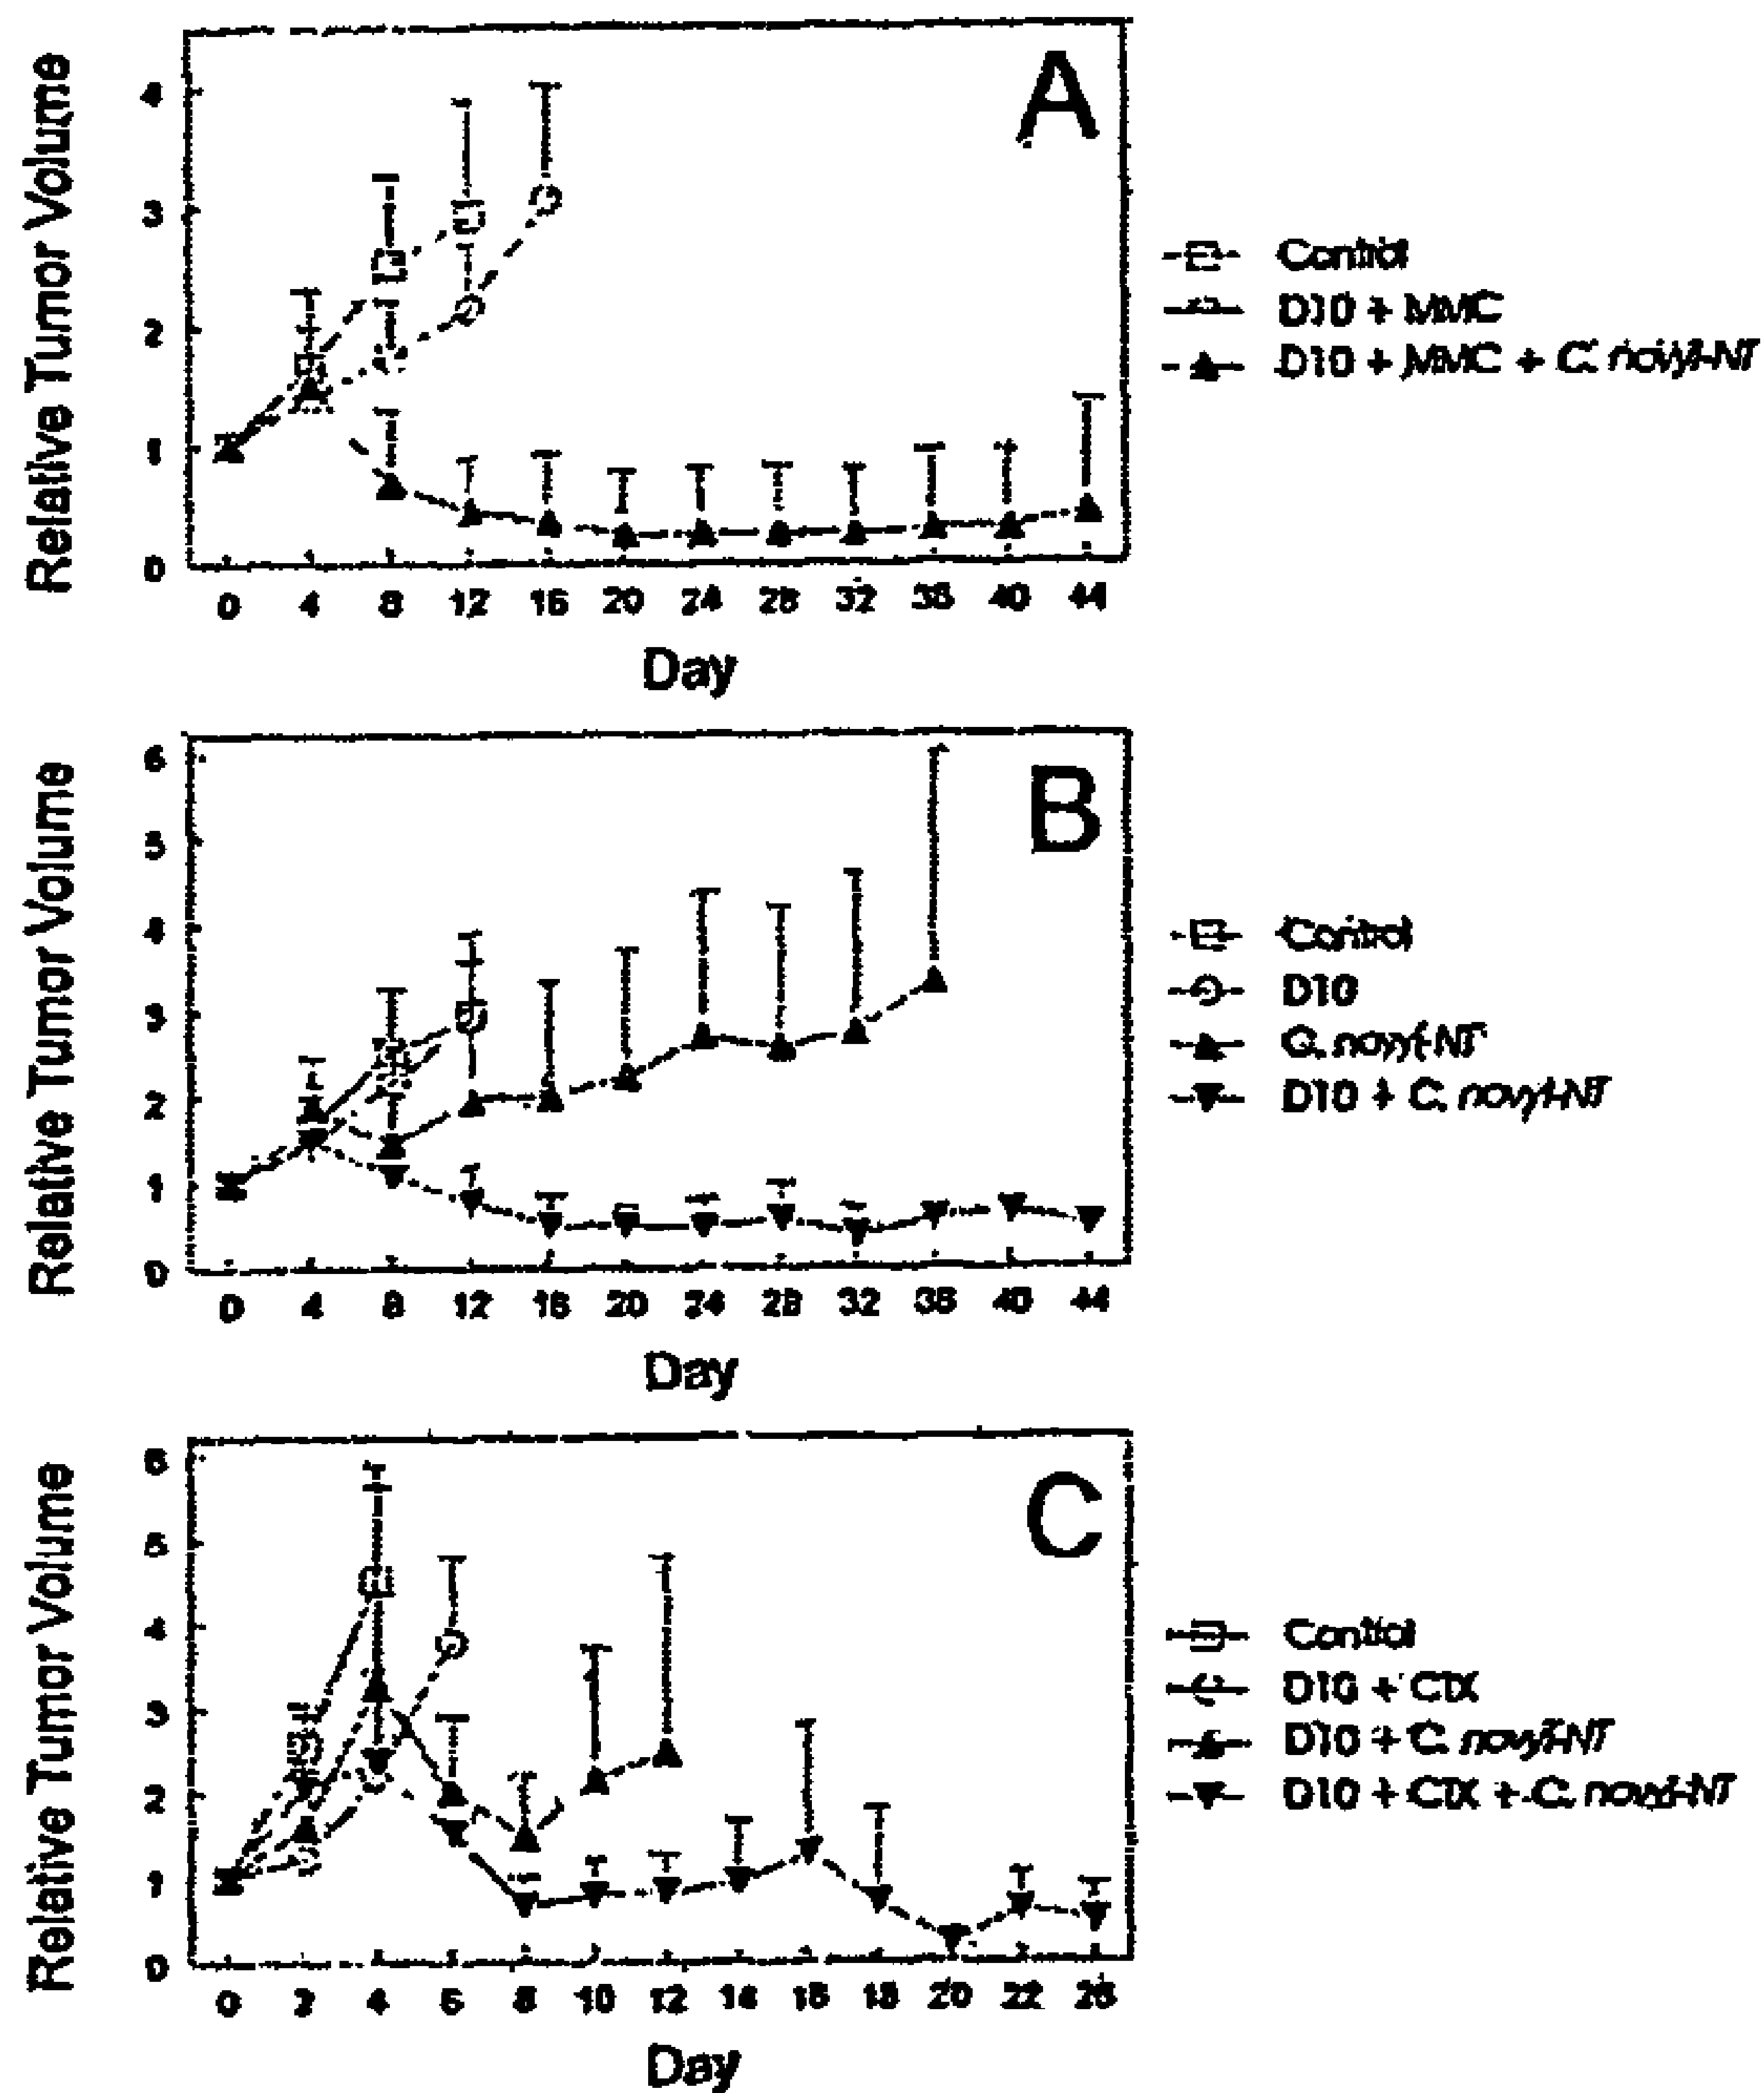 A
Relative Tumor Volume
4
3
2
1
0
0 4 8 12 16 20 24 28 32 36 40 44
Day
Control
D10 + MMC
D10 + MMC + C. novyi-NT
B
Relative Tumor Volume
6
5
4
3
2
1
0
0 4 8 12 16 20 24 28 32 36 40 44
Day
Control
D10
C. novyi-NT
D10 + C. novyi-NT
C
Relative Tumor Volume
6
5
4
3
2
1
0
0 2 4 6 8 10 12 14 16 18 20 22 26
Day
Control
D10 + CTX
D10 + C. novyi-NT
D10 + CTX + C. novyi-NT